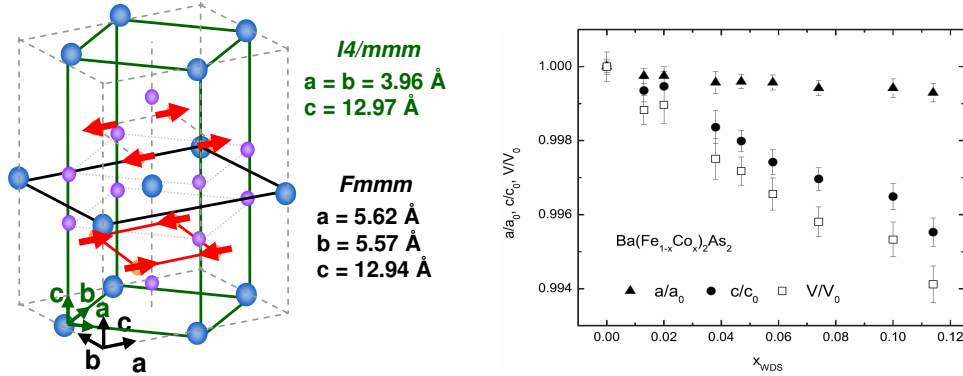 I4/mmm
a = b = 3.96 Å
c = 12.97 Å
Fmmm
a = 5.62 Å
b = 5.57 Å
c = 12.94 Å
c b
a
c
b a
1.000
0.998
0.996
0.994
a/a₀, c/c₀, V/V₀
Ba(Fe₁₋ₓCoₓ)₂As₂
a/a₀ c/c₀ V/V₀
0.00 0.02 0.04 0.06 0.08 0.10 0.12
x_WDS